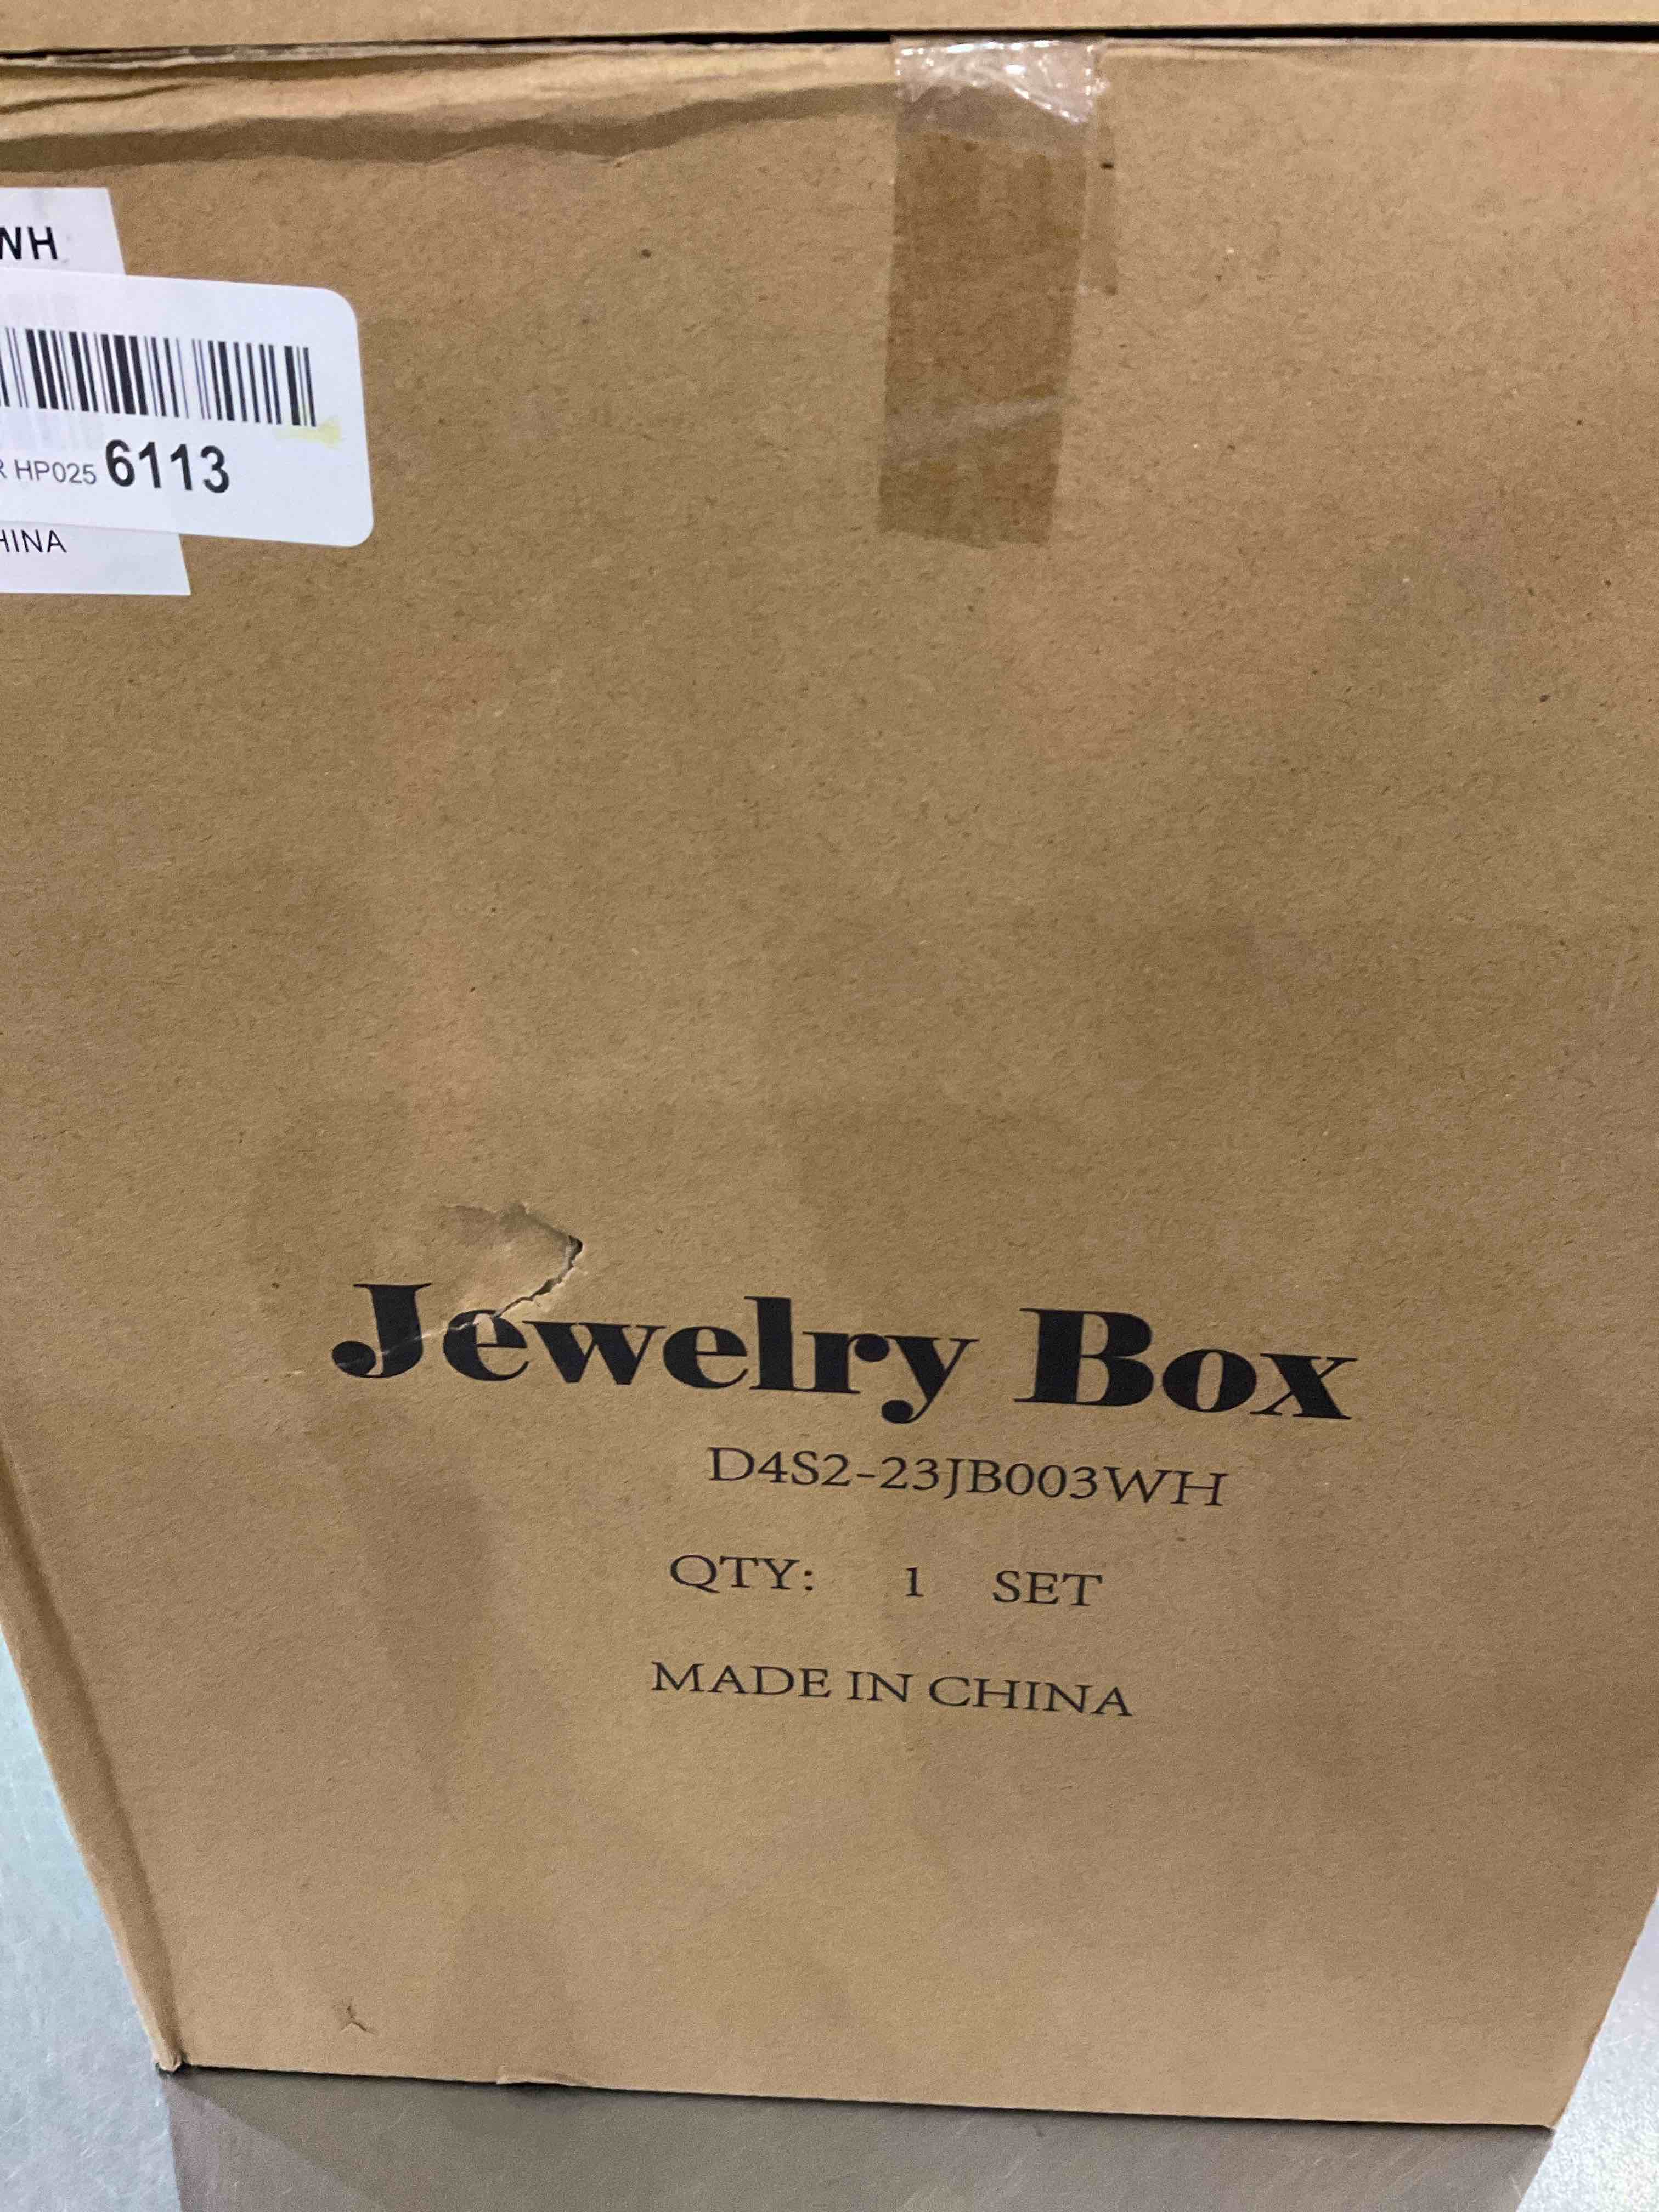 WH
HP025 6113
HINA
Jewelry Box
D4S2-23JB003WH
QTY: 1 SET
MADE IN CHINA